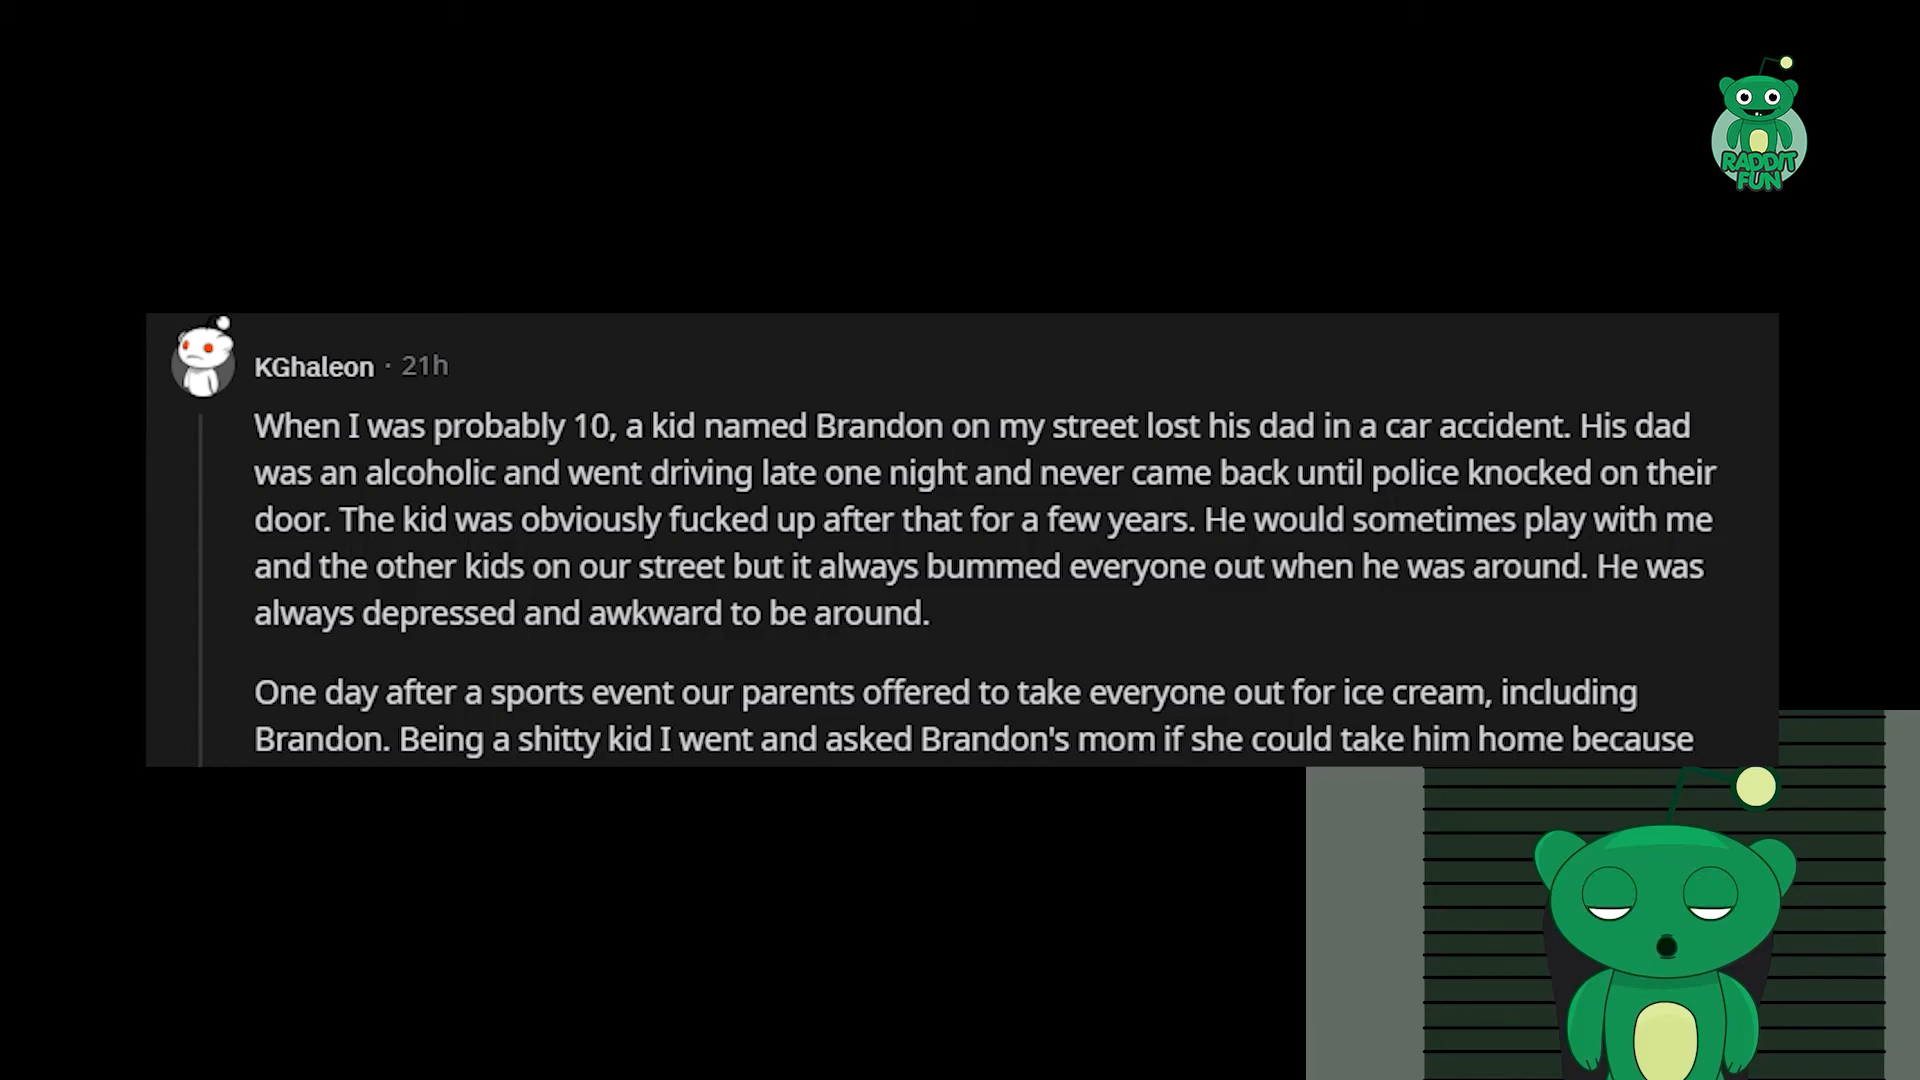 RADDIT
FUN
KGhaleon · 21h
When I was probably 10, a kid named Brandon on my street lost his dad in a car accident. His dad
was an alcoholic and went driving late one night and never came back until police knocked on their
door. The kid was obviously fucked up after that for a few years. He would sometimes play with me
and the other kids on our street but it always bummed everyone out when he was around. He was
always depressed and awkward to be around.
One day after a sports event our parents offered to take everyone out for ice cream, including
Brandon. Being a shitty kid I went and asked Brandon's mom if she could take him home because